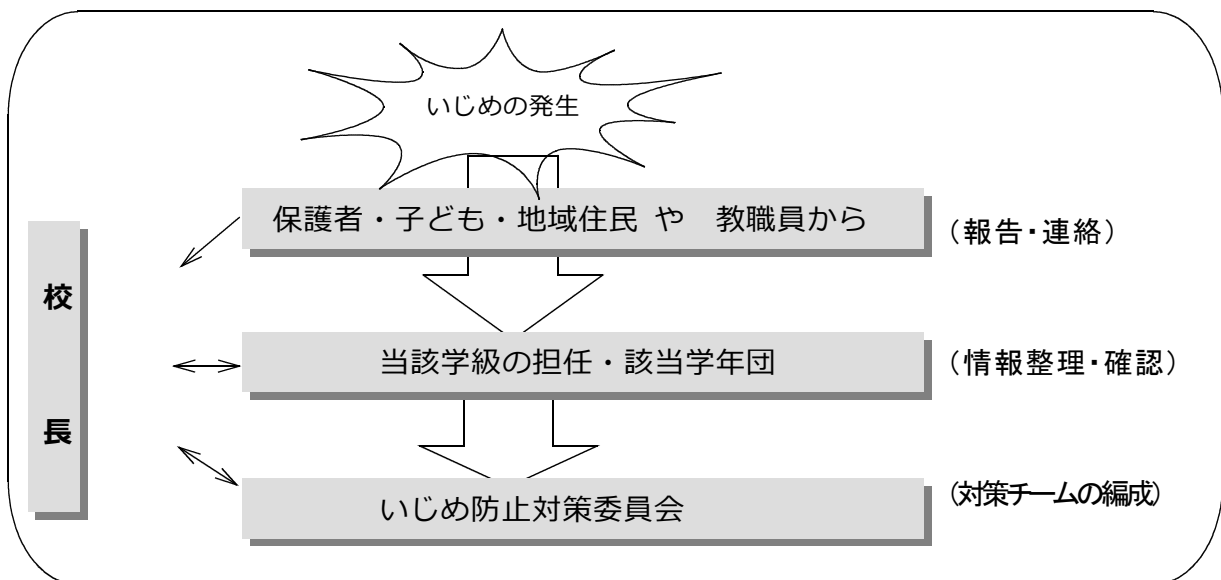 いじめの発生
保護者・子ども・地域住民 や　教職員から
（報告・連絡）
校
長
当該学級の担任・該当学年団
（情報整理・確認）
いじめ防止対策委員会
（対策チームの編成）